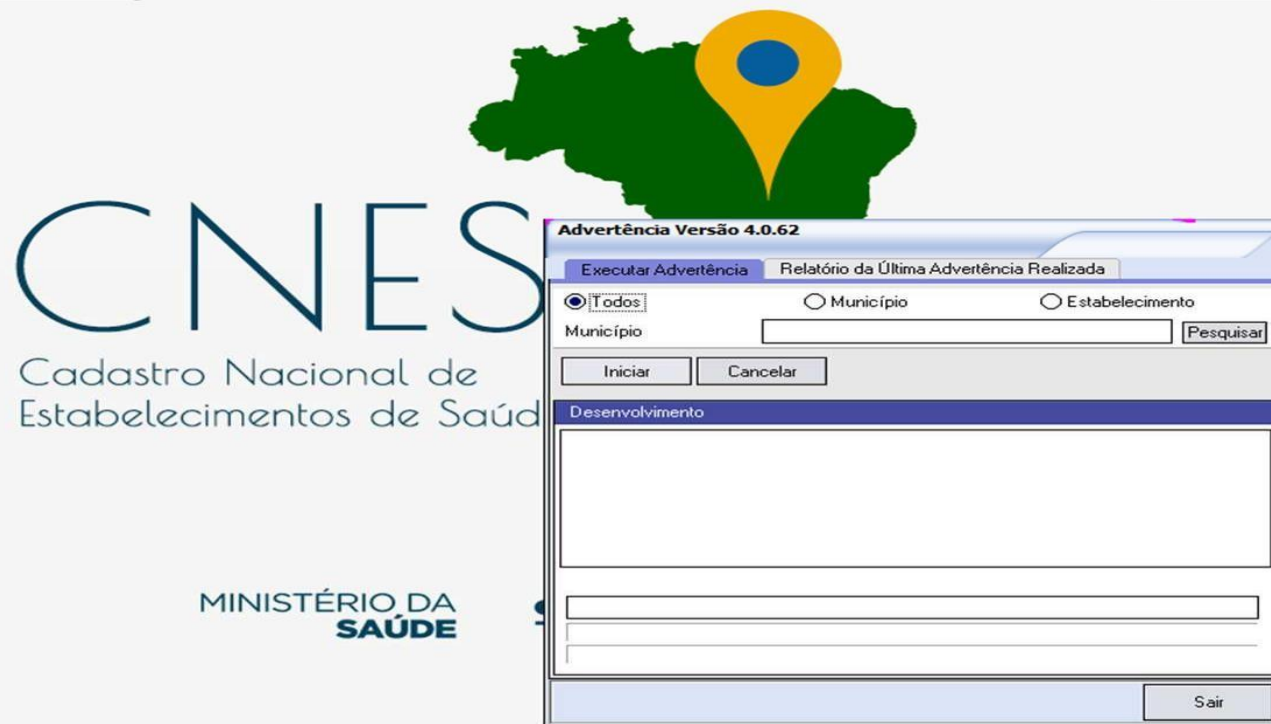 CNES
Cadastro Nacional de
Estabelecimentos de Saúd
MINISTÉRIO DA
SAÚDE
Advertência Versão 4.0.62
Executar Advertência Relatório da Última Advertência Realizada
Todos Município Estabelecimento
Município Pesquisar
Iniciar Cancelar
Desenvolvimento
Sair